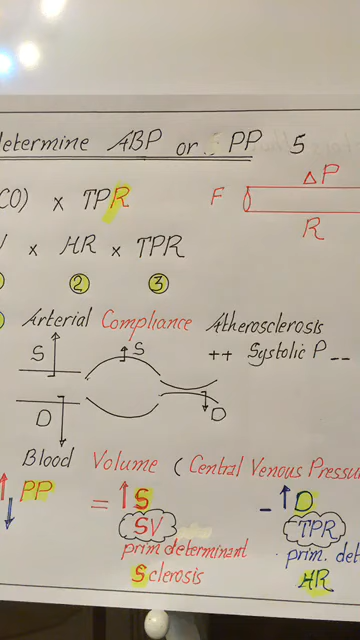 determine ABP or PP 5
CO) x TPR
ΔP
F
R
x HR x TPR
② ③
Arterial Compliance Atherosclerosis
S S ++ Systolic P --
D D
Blood Volume (Central Venous Pressur
↑↓ PP = ↑S - ↑D
SV TPR
prim determinant prim. det
Sclerosis HR